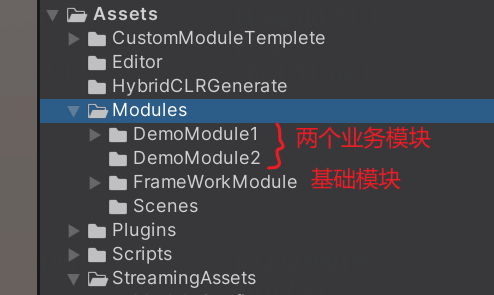 Assets
CustomModuleTemplete
Editor
HybridCLRGenerate
Modules
DemoModule1
两个业务模块
DemoModule2
FrameWorkModule 基础模块
Scenes
Plugins
Scripts
StreamingAssets